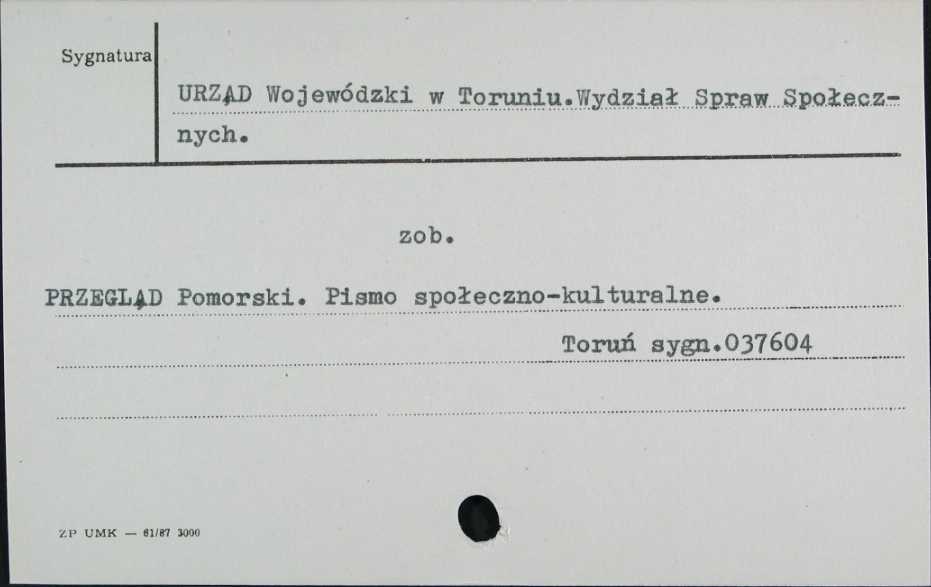 Sygnatura
URZĄD Wojewódzki w Toruniu.Wydział Spraw Społecz-
nych.
zob.
PRZEGLĄD Pomorski. Pismo społeczno-kulturalne.
Toruń sygn.037604
ZP UMK — 61/87 3000